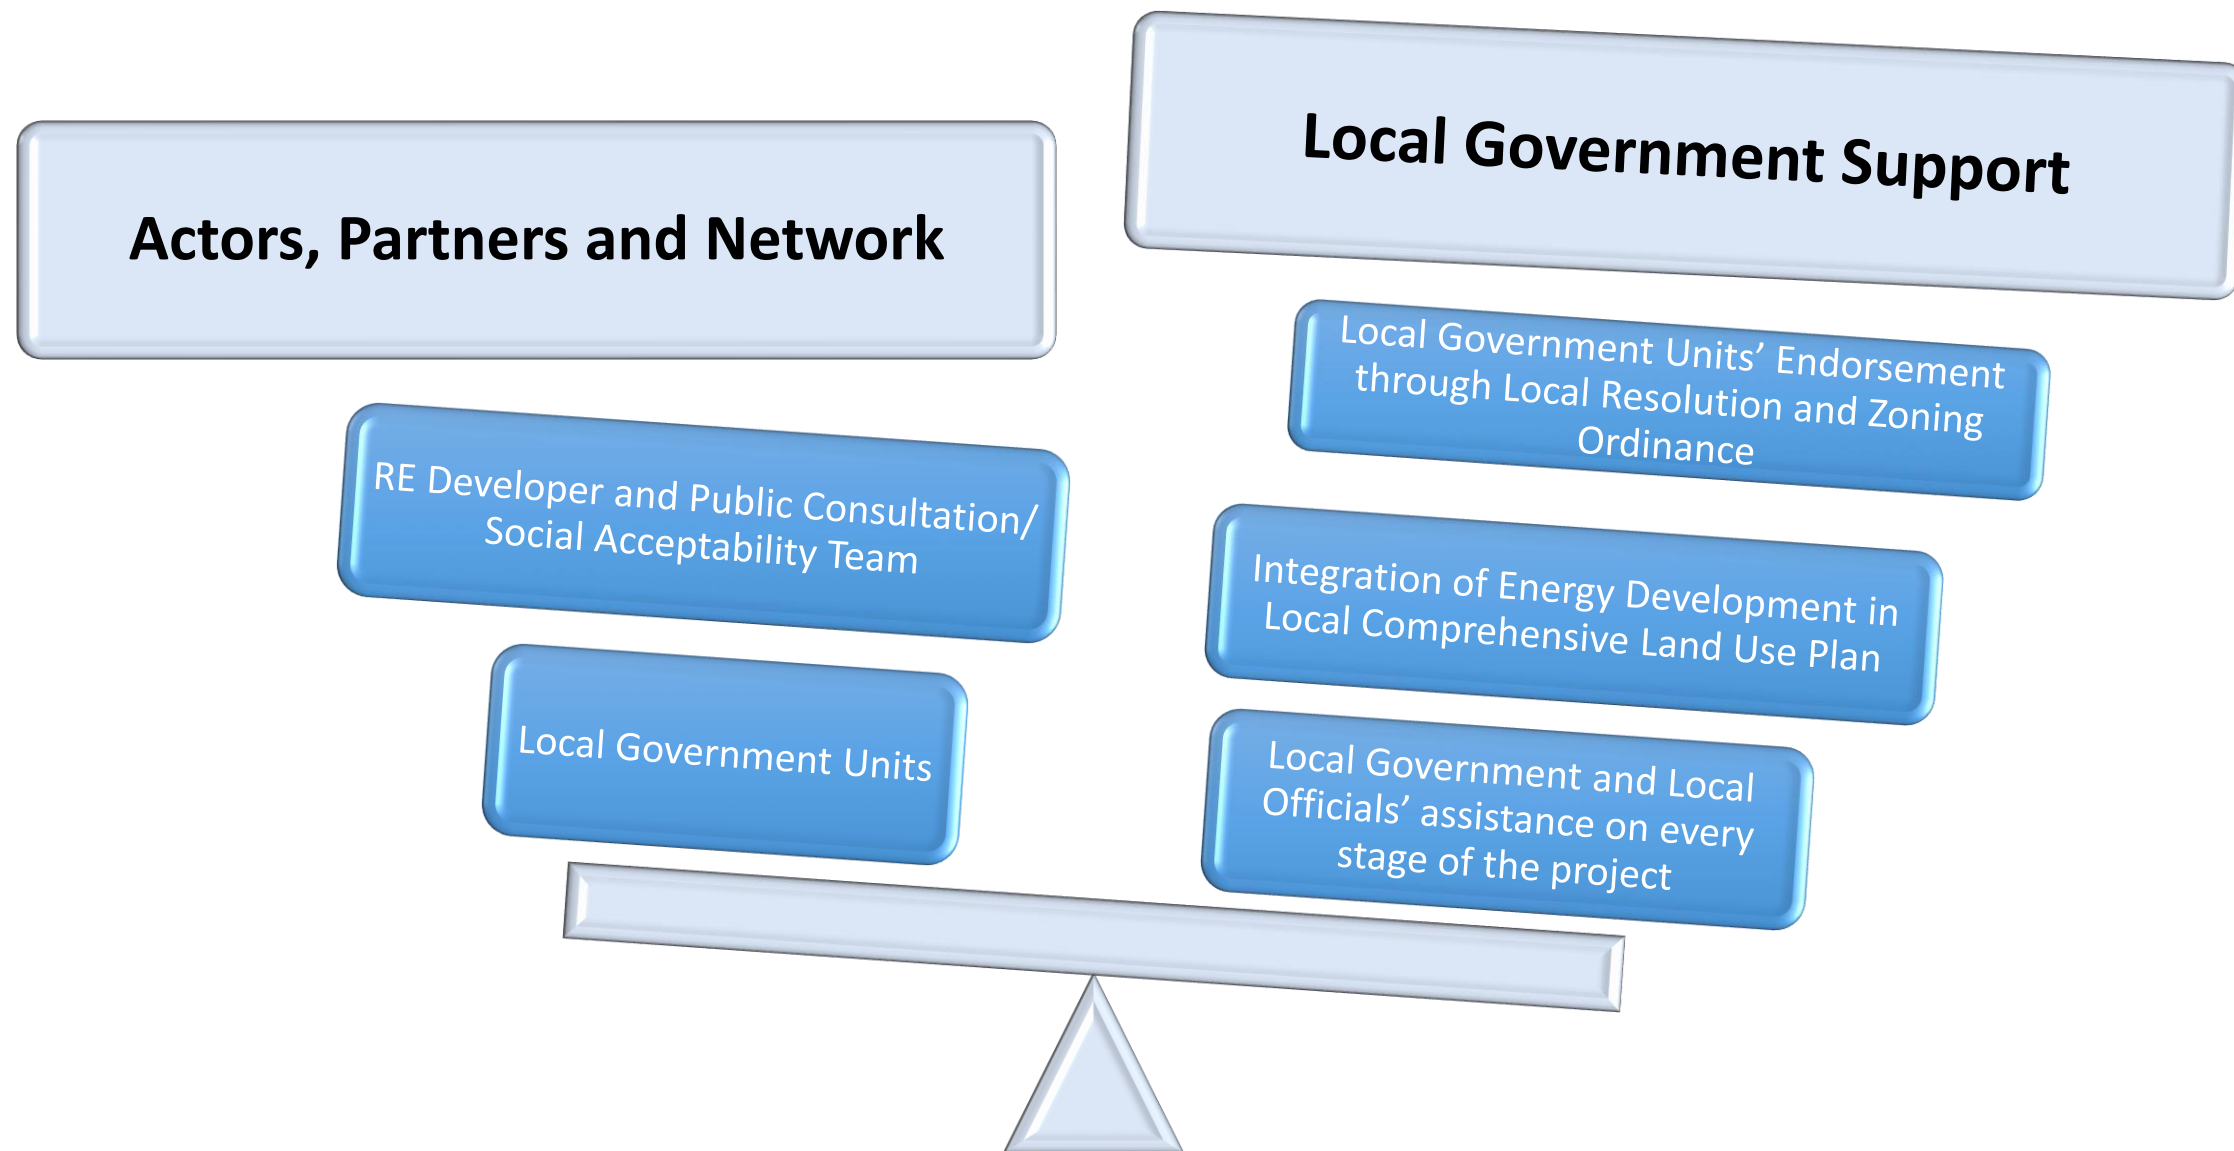 Actors, Partners and Network
RE Developer and Public Consultation/
Social Acceptability Team
Local Government Units
Local Government Support
Local Government Units’ Endorsement
through Local Resolution and Zoning
Ordinance
Integration of Energy Development in
Local Comprehensive Land Use Plan
Local Government and Local
Officials’ assistance on every
stage of the project